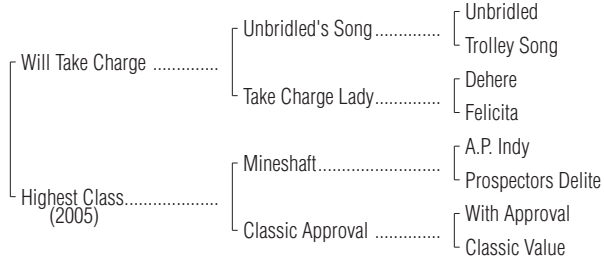 Unbridled
Unbridled's Song..............
Trolley Song
Will Take Charge ..............
Dehere
Take Charge Lady..............
Felicita
A.P. Indy
Mineshaft..........................
Prospectors Delite
Highest Class....................
(2005)
With Approval
Classic Approval ..............
Classic Value